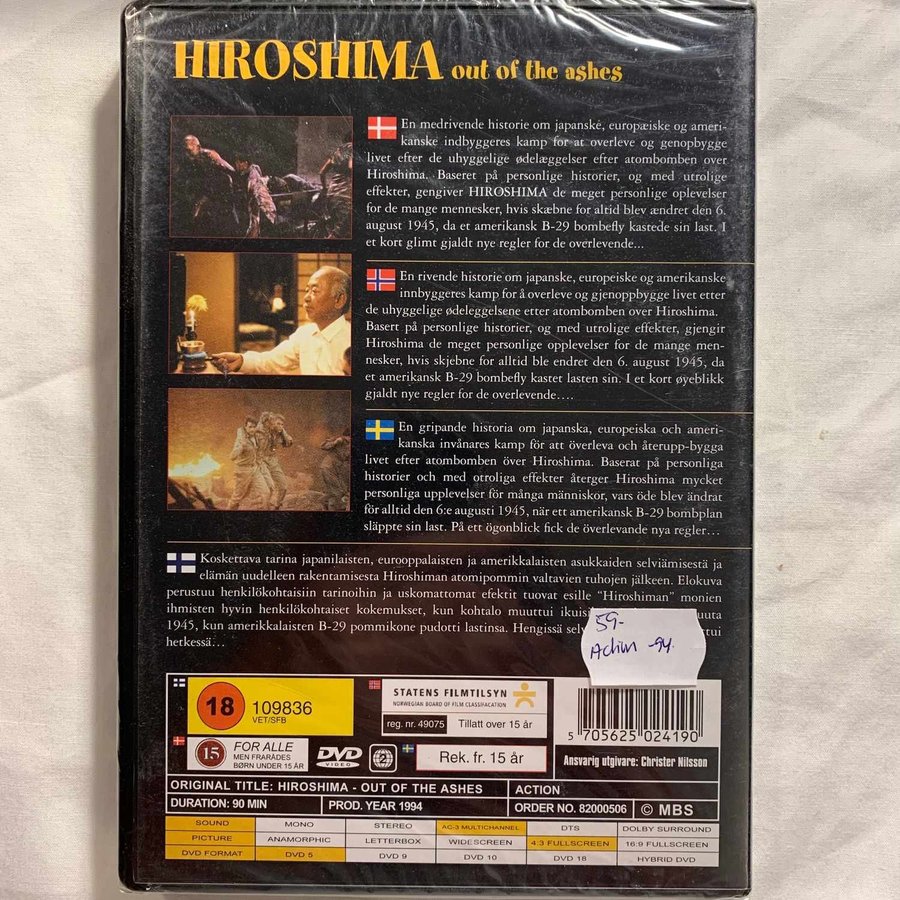 HIROSHIMA out of the ashes
En medrivende historie om japanske, europæiske og ameri-
kanske indbyggeres kamp for at overleve og genopbygge
livet efter de uhyggelige ødelæggelser efter atombomben over
Hiroshima. Baseret på personlige historier, og med utrolige
effekter, gengiver HIROSHIMA de meget personlige oplevelser
for de mange mennesker, hvis skæbne for altid blev ændret den 6.
august 1945, da et amerikansk B-29 bombefly kastede sin last. I
et kort glimt gjaldt nye regler for de overlevende...
En rivende historie om japanske, europeiske og amerikanske
innbyggeres kamp for å overleve og gjenoppbygge livet etter
de uhyggelige ødeleggelsene etter atombomben over Hiroshima.
Basert på personlige historier, og med utrolige effekter, gjengir
Hiroshima de meget personlige opplevelser for de mange men-
nesker, hvis skjebne for alltid ble endret den 6. august 1945, da
et amerikansk B-29 bombefly kastet lasten sin. I et kort øyeblikk
gjaldt nye regler for de overlevende....
En gripande historia om japanska, europeiska och ameri-
kanska invånares kamp för att överleva och återupp-bygga
livet efter atombomben över Hiroshima. Baserat på personliga
historier och med otroliga effekter återger Hiroshima mycket
personliga upplevelser för många människor, vars öde blev ändrat
för alltid den 6:e augusti 1945, när ett amerikansk B-29 bombplan
släppte sin last. På ett ögonblick fick de överlevande nya regler...
Koskettava tarina japanilaisten, eurooppalaisten ja amerikkalaisten asukkaiden selviämisestä ja
elämän uudelleen rakentamisesta Hiroshiman atomipommin valtavien tuhojen jälkeen. Elokuva
perustuu henkilökohtaisiin tarinoihin ja uskomattomat efektit tuovat esille "Hiroshiman" monien
ihmisten hyvin henkilökohtaiset kokemukset, kun kohtalo muuttui
1945, kun amerikkalaisten B-29 pommikone pudotti lastinsa. Hengissä
hetkessä...
59-
Action -94.
18 109836
VET/SFB
STATENS FILMTILSYN
NORWEGIAN BOARD OF FILM CLASSIFACATION
reg. nr. 49075 Tillatt over 15 år
5 705625 024190
15 FOR ALLE
MEN FRARÅDES
BØRN UNDER 15 ÅR
DVD
VIDEO
2
Rek. fr. 15 år
Ansvarig utgivare: Christer Nilsson
ORIGINAL TITLE: HIROSHIMA - OUT OF THE ASHES ACTION
DURATION: 90 MIN PROD. YEAR 1994 ORDER NO. 82000506 © MBS
SOUND MONO STEREO AC-3 MULTICHANNEL DTS DOLBY SURROUND
PICTURE ANAMORPHIC LETTERBOX WIDESCREEN 4:3 FULLSCREEN 16:9 FULLSCREEN
DVD FORMAT DVD 5 DVD 9 DVD 10 DVD 18 HYBRID DVD